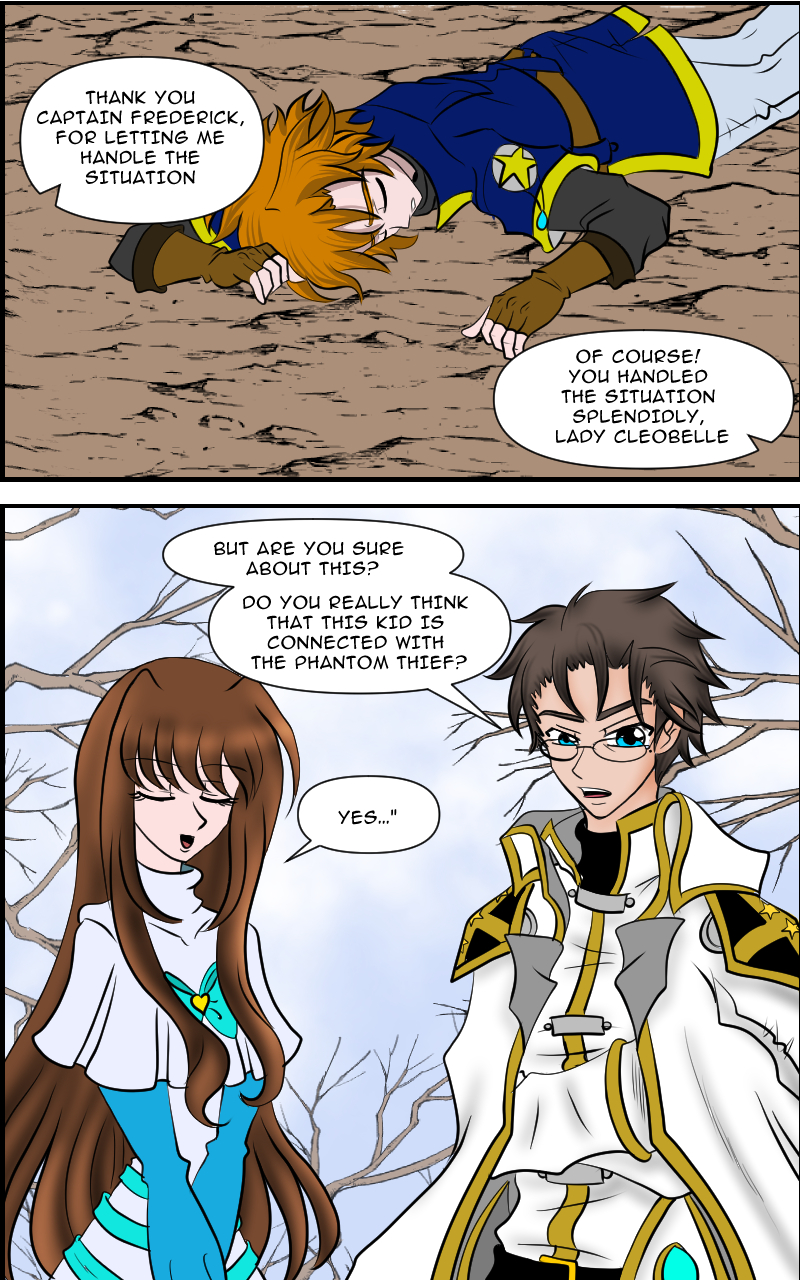 THANK YOU
CAPTAIN FREDERICK,
FOR LETTING ME
HANDLE THE
SITUATION
OF COURSE!
YOU HANDLED
THE SITUATION
SPLENDIDLY,
LADY CLEOBELLE
BUT ARE YOU SURE
ABOUT THIS?
DO YOU REALLY THINK
THAT THIS KID IS
CONNECTED WITH
THE PHANTOM THIEF?
YES..."